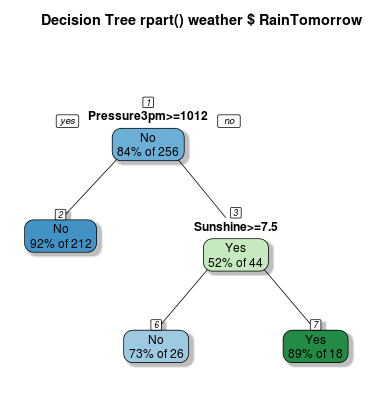 Decision Tree rpart() weather $ RainTomorrow
1
yes
Pressure3pm>=1012
no
No
84% of 256
2
3
No
92% of 212
Sunshine>=7.5
Yes
52% of 44
6
7
No
73% of 26
Yes
89% of 18